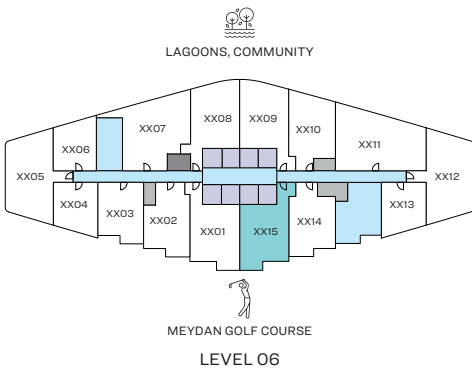 LAGOONS, COMMUNITY
XX08
XX09
XX07
XX10
XX06
XX11
XX05
XX12
XX04
XX03
XX02
XX01
XX15
XX14
XX13
MEYDAN GOLF COURSE
LEVEL 06